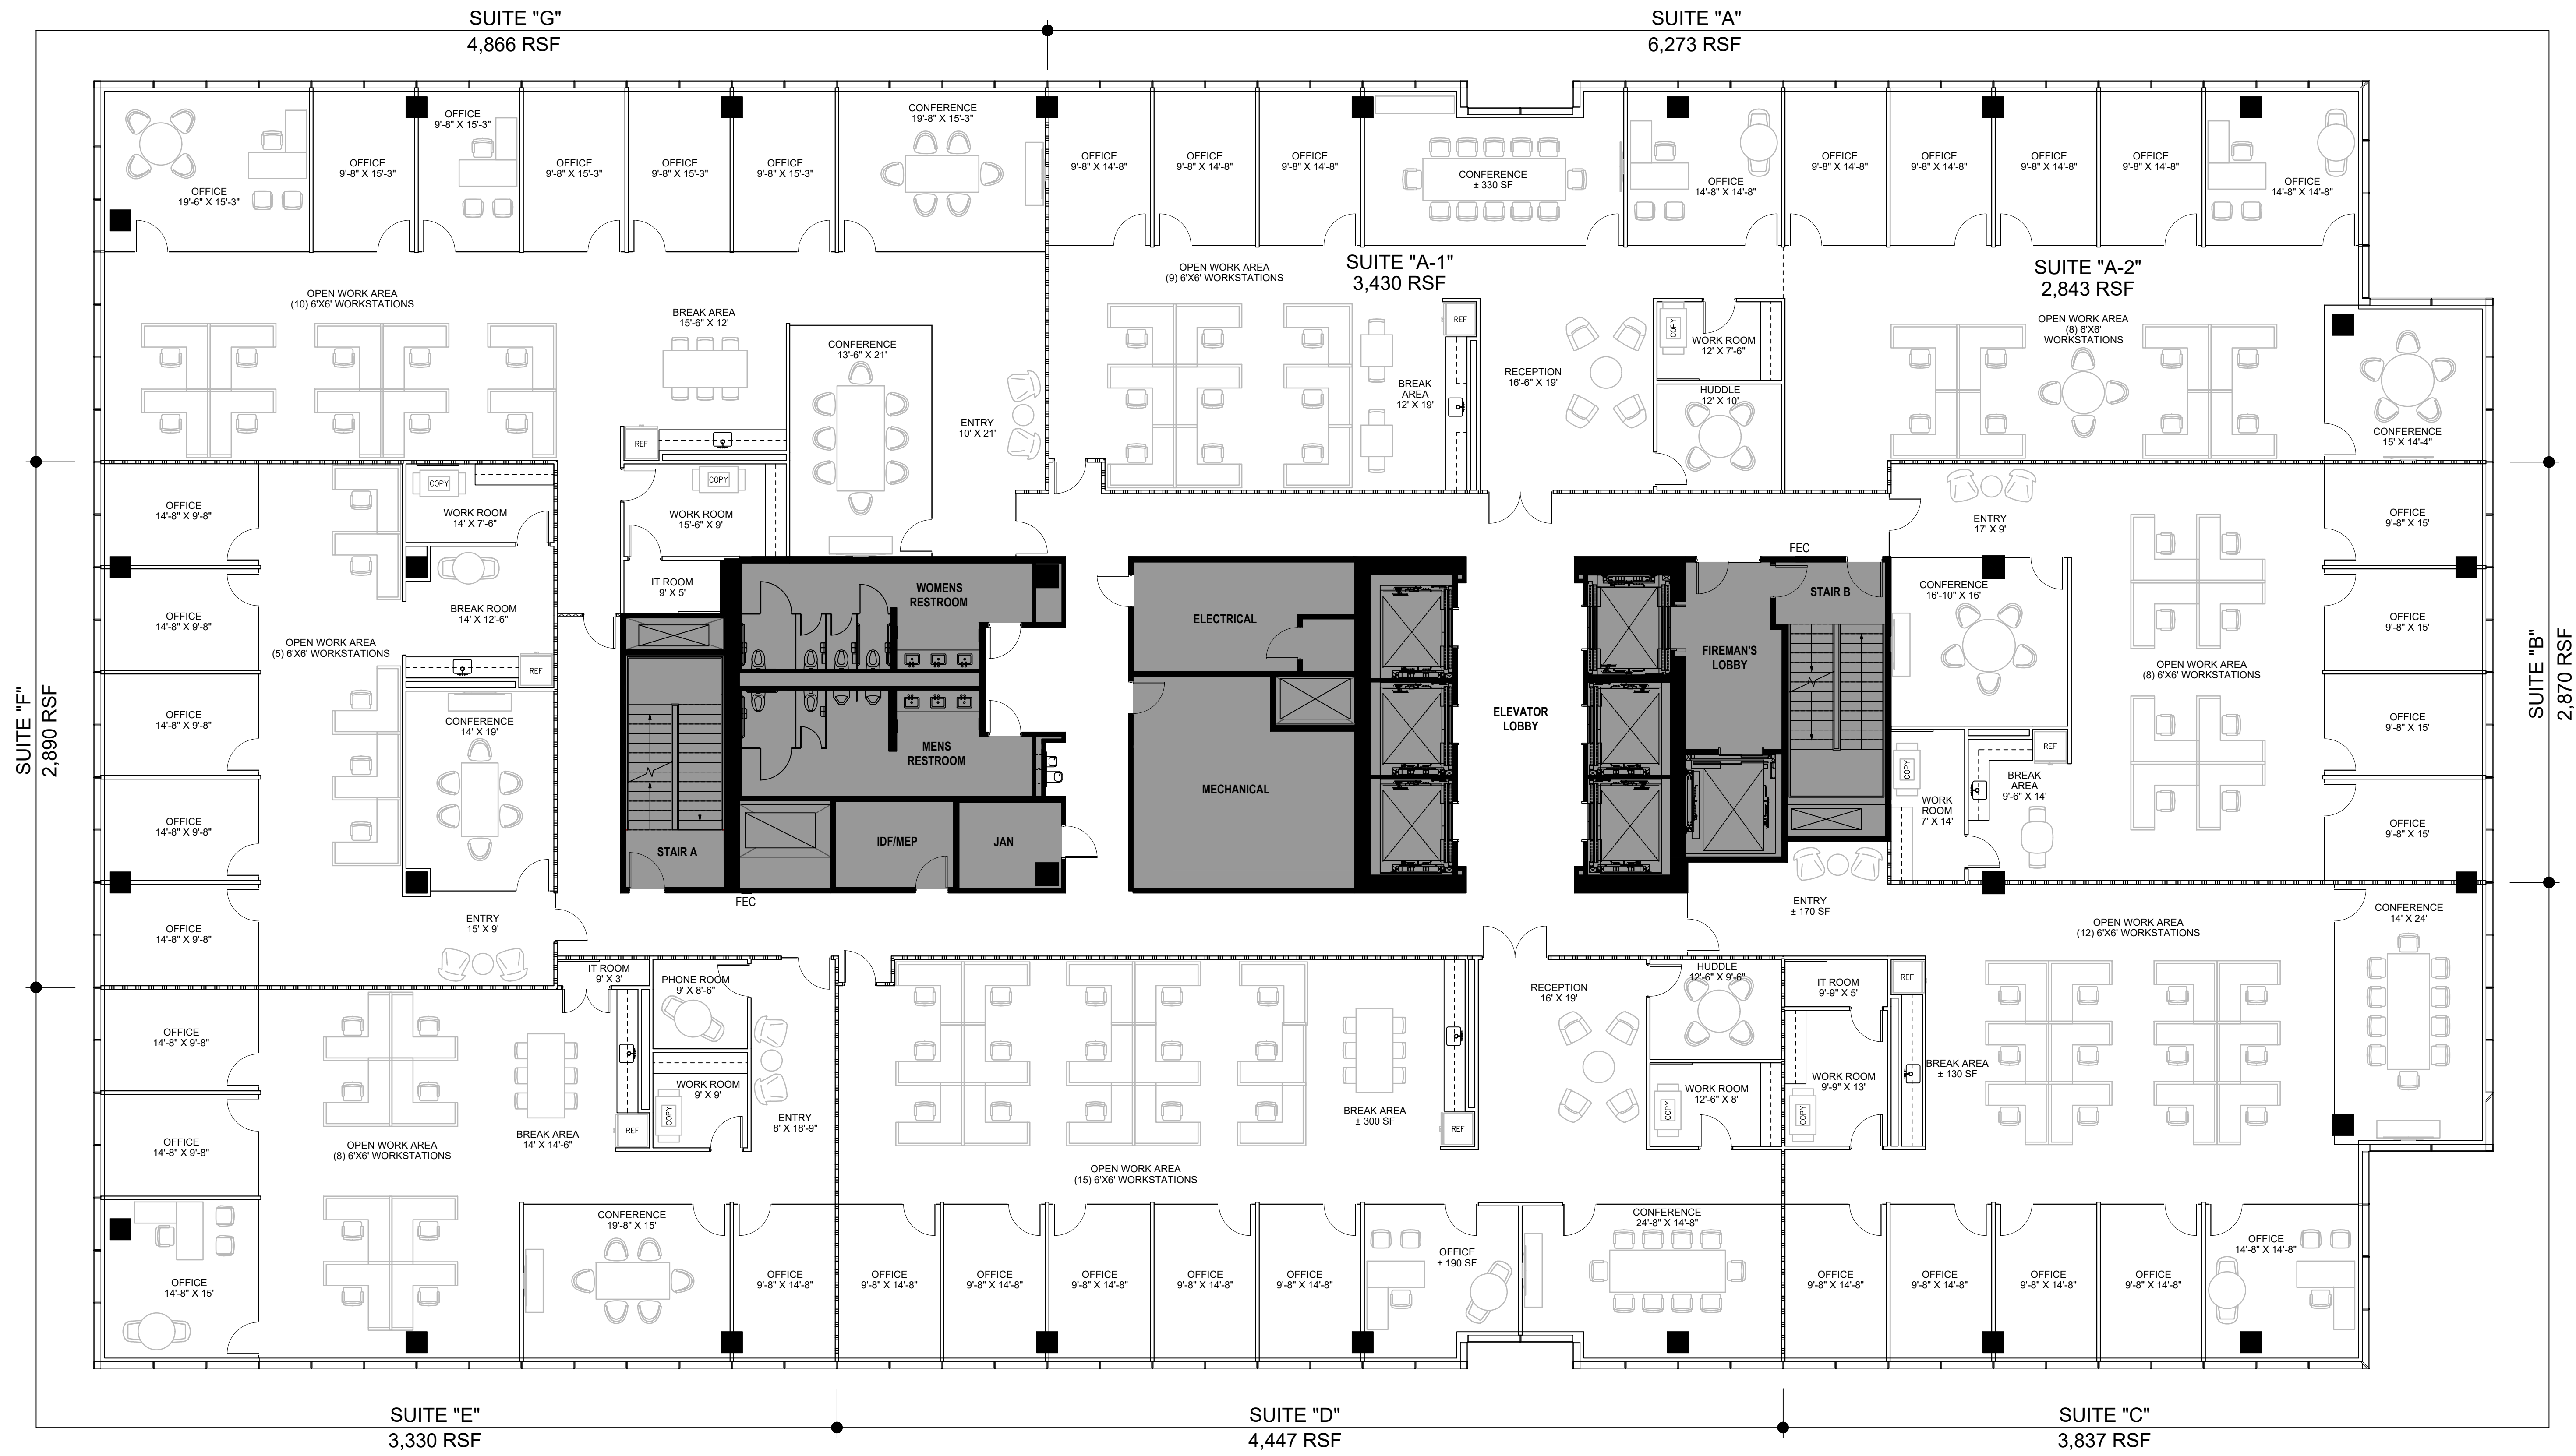 SUITE "G"
4,866 RSF
SUITE "A"
6,273 RSF
OFFICE
19'-6" X 15'-3"
OFFICE
9'-8" X 15'-3"
OFFICE
9'-8" X 15'-3"
OFFICE
9'-8" X 15'-3"
OFFICE
9'-8" X 15'-3"
OFFICE
9'-8" X 15'-3"
CONFERENCE
19'-8" X 15'-3"
OFFICE
9'-8" X 14'-8"
OFFICE
9'-8" X 14'-8"
OFFICE
9'-8" X 14'-8"
CONFERENCE
± 330 SF
OFFICE
14'-8" X 14'-8"
OFFICE
9'-8" X 14'-8"
OFFICE
9'-8" X 14'-8"
OFFICE
9'-8" X 14'-8"
OFFICE
9'-8" X 14'-8"
OFFICE
14'-8" X 14'-8"
OPEN WORK AREA
(10) 6'X6' WORKSTATIONS
BREAK AREA
15'-6" X 12'
CONFERENCE
13'-6" X 21'
ENTRY
10' X 21'
REF
COPY
WORK ROOM
15'-6" X 9'
IT ROOM
9' X 5'
OPEN WORK AREA
(9) 6'X6' WORKSTATIONS
SUITE "A-1"
3,430 RSF
REF
BREAK
AREA
12' X 19'
RECEPTION
16'-6" X 19'
COPY
WORK ROOM
12' X 7'-6"
HUDDLE
12' X 10'
SUITE "A-2"
2,843 RSF
OPEN WORK AREA
(8) 6'X6'
WORKSTATIONS
CONFERENCE
15' X 14'-4"
SUITE "F"
2,890 RSF
OFFICE
14'-8" X 9'-8"
OFFICE
14'-8" X 9'-8"
OFFICE
14'-8" X 9'-8"
OFFICE
14'-8" X 9'-8"
OFFICE
14'-8" X 9'-8"
COPY
WORK ROOM
14' X 7'-6"
BREAK ROOM
14' X 12'-6"
OPEN WORK AREA
(5) 6'X6' WORKSTATIONS
REF
CONFERENCE
14' X 19'
ENTRY
15' X 9'
WOMENS
RESTROOM
MENS
RESTROOM
STAIR A
IDF/MEP
JAN
FEC
ELECTRICAL
MECHANICAL
ELEVATOR
LOBBY
FIREMAN'S
LOBBY
FEC
STAIR B
ENTRY
17' X 9'
CONFERENCE
16'-10" X 16'
OPEN WORK AREA
(8) 6'X6' WORKSTATIONS
COPY
REF
WORK
ROOM
7' X 14'
BREAK
AREA
9'-6" X 14'
OFFICE
9'-8" X 15'
OFFICE
9'-8" X 15'
OFFICE
9'-8" X 15'
OFFICE
9'-8" X 15'
SUITE "B"
2,870 RSF
ENTRY
± 170 SF
OPEN WORK AREA
(12) 6'X6' WORKSTATIONS
CONFERENCE
14' X 24'
IT ROOM
9' X 3'
PHONE ROOM
9' X 8'-6"
OFFICE
14'-8" X 9'-8"
OFFICE
14'-8" X 9'-8"
OFFICE
14'-8" X 15'
OPEN WORK AREA
(8) 6'X6' WORKSTATIONS
BREAK AREA
14' X 14'-6"
REF
WORK ROOM
9' X 9'
COPY
ENTRY
8' X 18'-9"
CONFERENCE
19'-8" X 15'
OFFICE
9'-8" X 14'-8"
OPEN WORK AREA
(15) 6'X6' WORKSTATIONS
BREAK AREA
± 300 SF
REF
RECEPTION
16' X 19'
HUDDLE
12'-6" X 9'-6"
WORK ROOM
12'-6" X 8'
COPY
OFFICE
9'-8" X 14'-8"
OFFICE
9'-8" X 14'-8"
OFFICE
9'-8" X 14'-8"
OFFICE
9'-8" X 14'-8"
OFFICE
9'-8" X 14'-8"
OFFICE
± 190 SF
CONFERENCE
24'-8" X 14'-8"
IT ROOM
9'-9" X 5'
REF
WORK ROOM
9'-9" X 13'
COPY
BREAK AREA
± 130 SF
OFFICE
9'-8" X 14'-8"
OFFICE
9'-8" X 14'-8"
OFFICE
9'-8" X 14'-8"
OFFICE
9'-8" X 14'-8"
OFFICE
14'-8" X 14'-8"
SUITE "E"
3,330 RSF
SUITE "D"
4,447 RSF
SUITE "C"
3,837 RSF